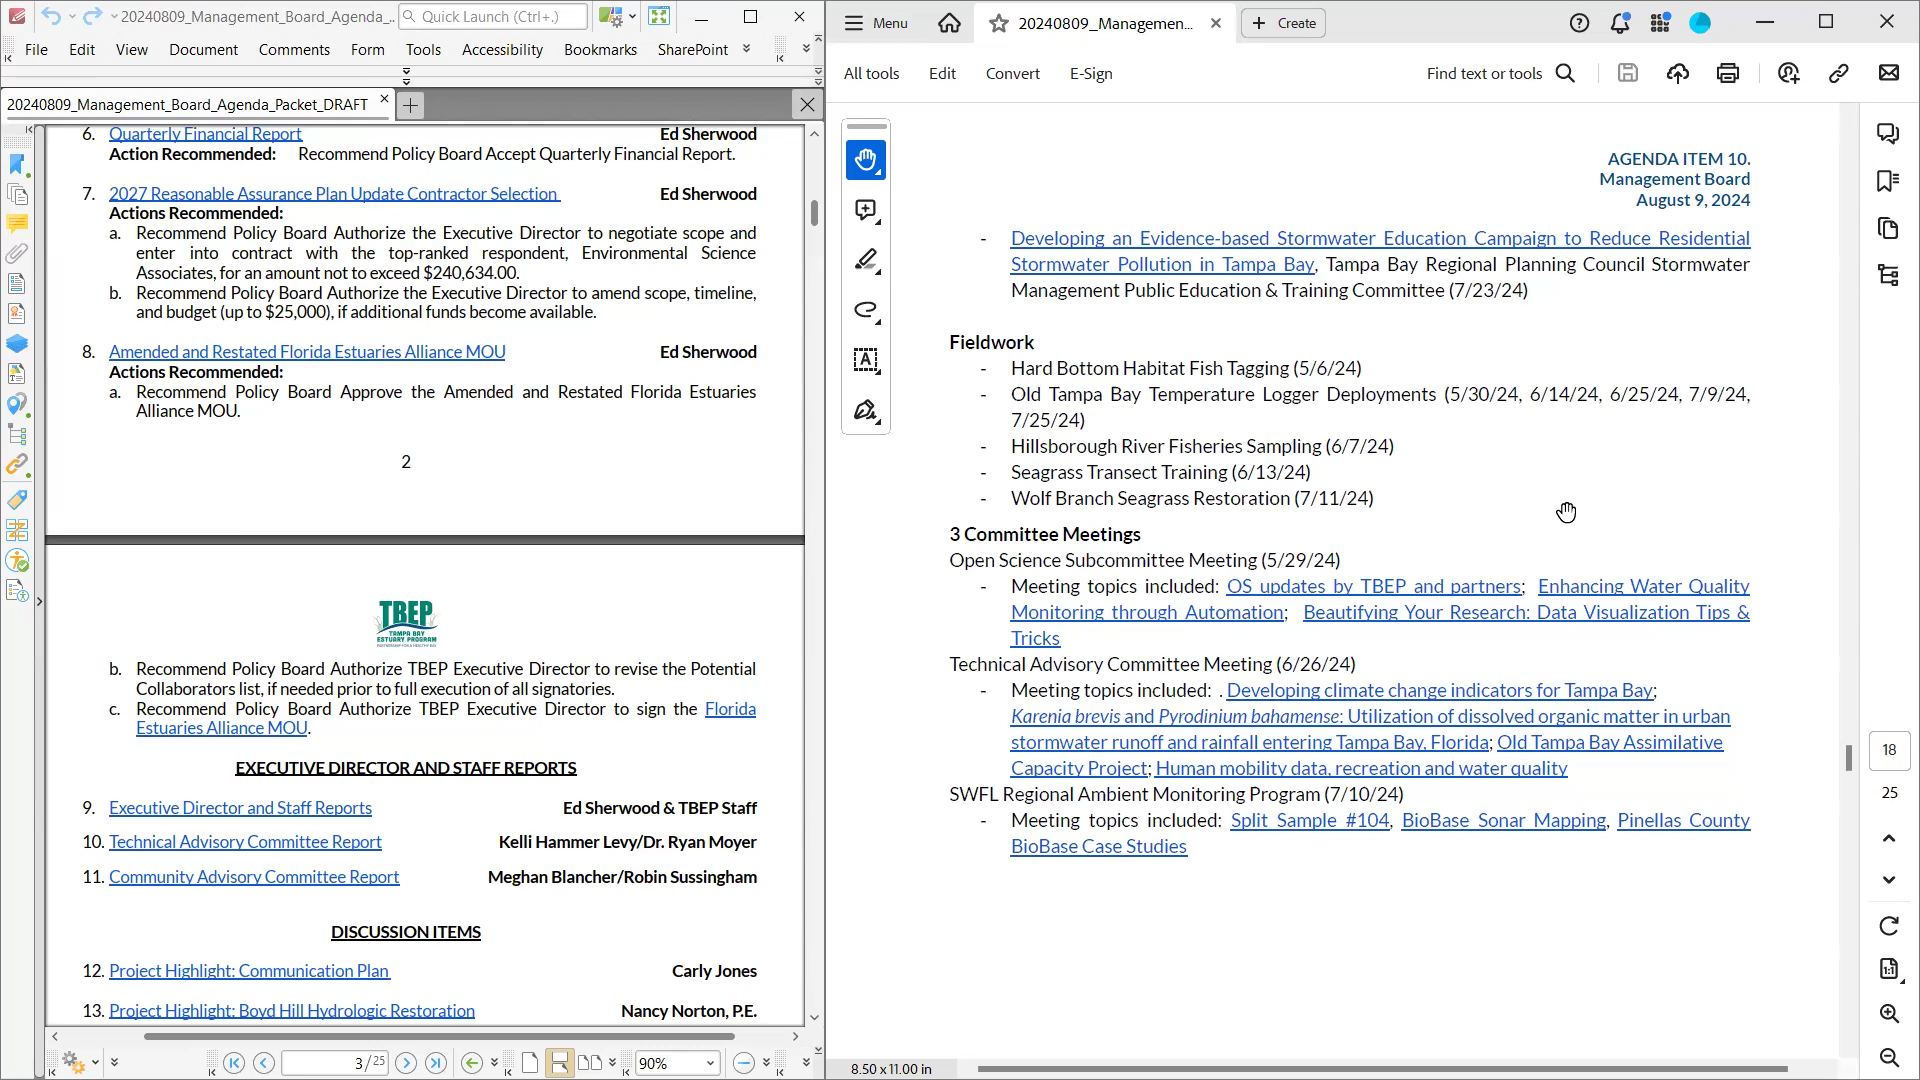 20240809_Management_Board_Agenda_..
Quick Launch (Ctrl+.)
File Edit View Document Comments Form Tools Accessibility Bookmarks SharePoint
20240809_Management_Board_Agenda_Packet_DRAFT
6. Quarterly Financial Report Ed Sherwood
Action Recommended: Recommend Policy Board Accept Quarterly Financial Report.
7. 2027 Reasonable Assurance Plan Update Contractor Selection Ed Sherwood
Actions Recommended:
a. Recommend Policy Board Authorize the Executive Director to negotiate scope and
enter into contract with the top-ranked respondent, Environmental Science
Associates, for an amount not to exceed $240,634.00.
b. Recommend Policy Board Authorize the Executive Director to amend scope, timeline,
and budget (up to $25,000), if additional funds become available.
8. Amended and Restated Florida Estuaries Alliance MOU Ed Sherwood
Actions Recommended:
a. Recommend Policy Board Approve the Amended and Restated Florida Estuaries
Alliance MOU.
2
TBEP
TAMPA BAY
ESTUARY PROGRAM
b. Recommend Policy Board Authorize TBEP Executive Director to revise the Potential
Collaborators list, if needed prior to full execution of all signatories.
c. Recommend Policy Board Authorize TBEP Executive Director to sign the Florida
Estuaries Alliance MOU.
EXECUTIVE DIRECTOR AND STAFF REPORTS
9. Executive Director and Staff Reports Ed Sherwood & TBEP Staff
10. Technical Advisory Committee Report Kelli Hammer Levy/Dr. Ryan Moyer
11. Community Advisory Committee Report Meghan Blancher/Robin Sussingham
DISCUSSION ITEMS
12. Project Highlight: Communication Plan Carly Jones
13. Project Highlight: Boyd Hill Hydrologic Restoration Nancy Norton, P.E.
3 / 25
90%
Menu
20240809_Managemen...
Create
All tools Edit Convert E-Sign
Find text or tools
AGENDA ITEM 10.
Management Board
August 9, 2024
- Developing an Evidence-based Stormwater Education Campaign to Reduce Residential
Stormwater Pollution in Tampa Bay, Tampa Bay Regional Planning Council Stormwater
Management Public Education & Training Committee (7/23/24)
Fieldwork
- Hard Bottom Habitat Fish Tagging (5/6/24)
- Old Tampa Bay Temperature Logger Deployments (5/30/24, 6/14/24, 6/25/24, 7/9/24,
7/25/24)
- Hillsborough River Fisheries Sampling (6/7/24)
- Seagrass Transect Training (6/13/24)
- Wolf Branch Seagrass Restoration (7/11/24)
3 Committee Meetings
Open Science Subcommittee Meeting (5/29/24)
- Meeting topics included: OS updates by TBEP and partners; Enhancing Water Quality
Monitoring through Automation; Beautifying Your Research: Data Visualization Tips &
Tricks
Technical Advisory Committee Meeting (6/26/24)
- Meeting topics included: . Developing climate change indicators for Tampa Bay;
Karenia brevis and Pyrodinium bahamense: Utilization of dissolved organic matter in urban
stormwater runoff and rainfall entering Tampa Bay, Florida; Old Tampa Bay Assimilative
Capacity Project; Human mobility data, recreation and water quality
SWFL Regional Ambient Monitoring Program (7/10/24)
- Meeting topics included: Split Sample #104, BioBase Sonar Mapping, Pinellas County
BioBase Case Studies
18
25
8.50 x 11.00 in